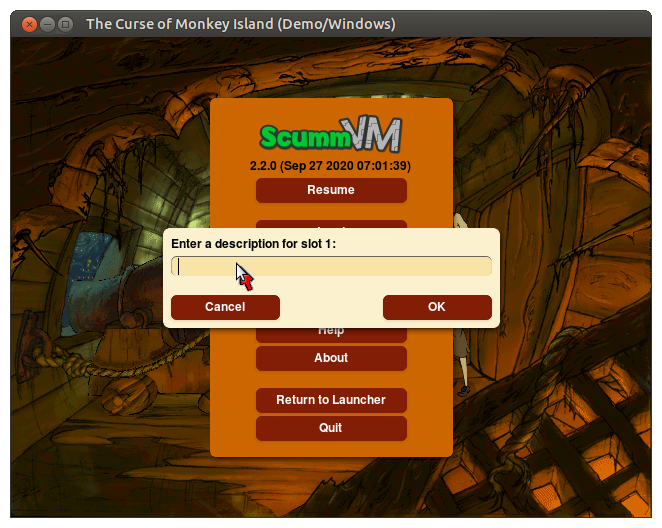 The Curse of Monkey Island (Demo/Windows)
ScummVM
2.2.0 (Sep 27 2020 07:01:39)
Resume
Enter a description for slot 1:
Cancel
OK
Help
About
Return to Launcher
Quit